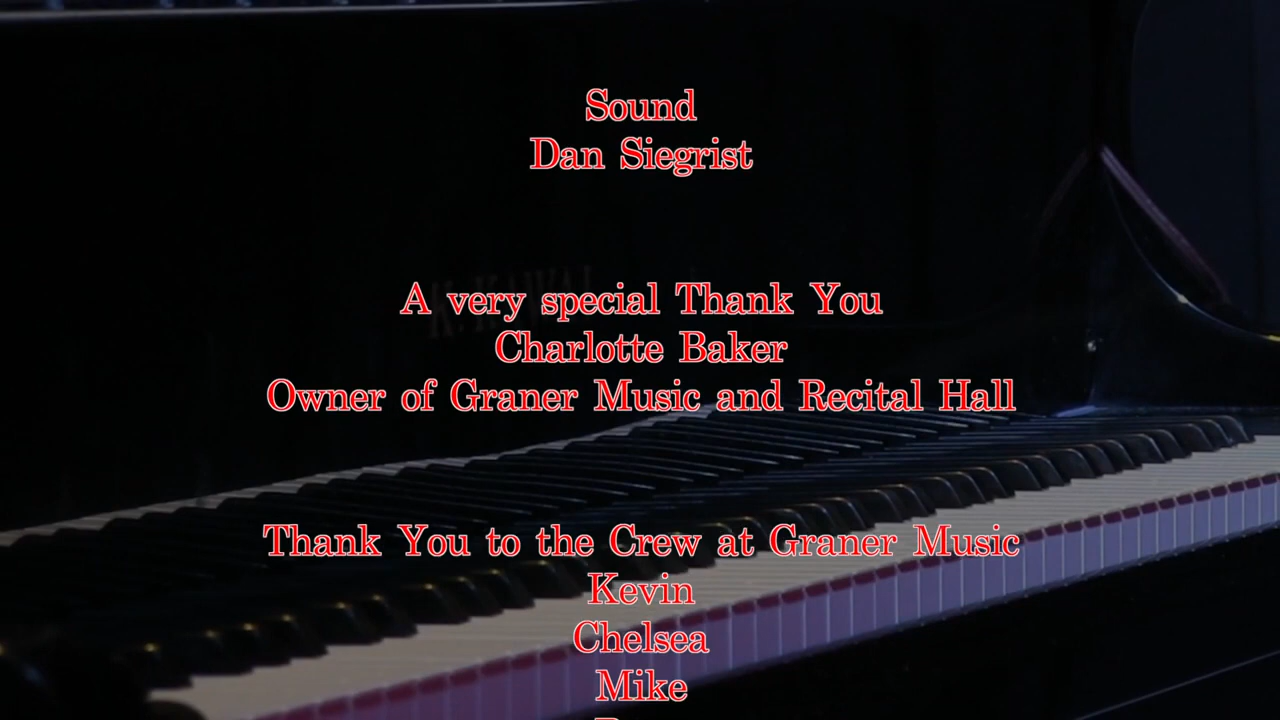 Sound
Dan Siegrist
A very special Thank You
Charlotte Baker
Owner of Graner Music and Recital Hall
Thank You to the Crew at Graner Music
Kevin
Chelsea
Mike